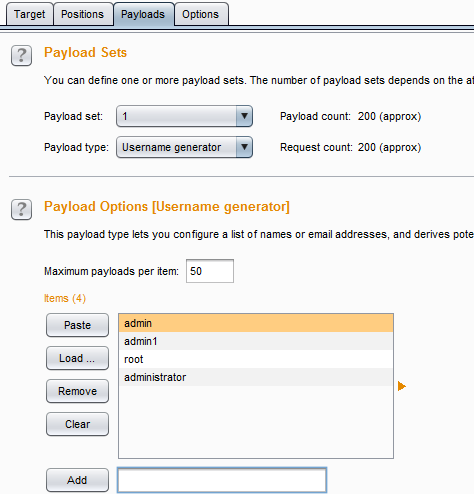 Target Positions Payloads Options
? Payload Sets
You can define one or more payload sets. The number of payload sets depends on the
Payload set: 1 Payload count: 200 (approx)
Payload type: Username generator Request count: 200 (approx)
? Payload Options [Username generator]
This payload type lets you configure a list of names or email addresses, and derives
Maximum payloads per item: 50
Items (4)
Paste
Load ...
Remove
Clear
admin
admin1
root
administrator
Add